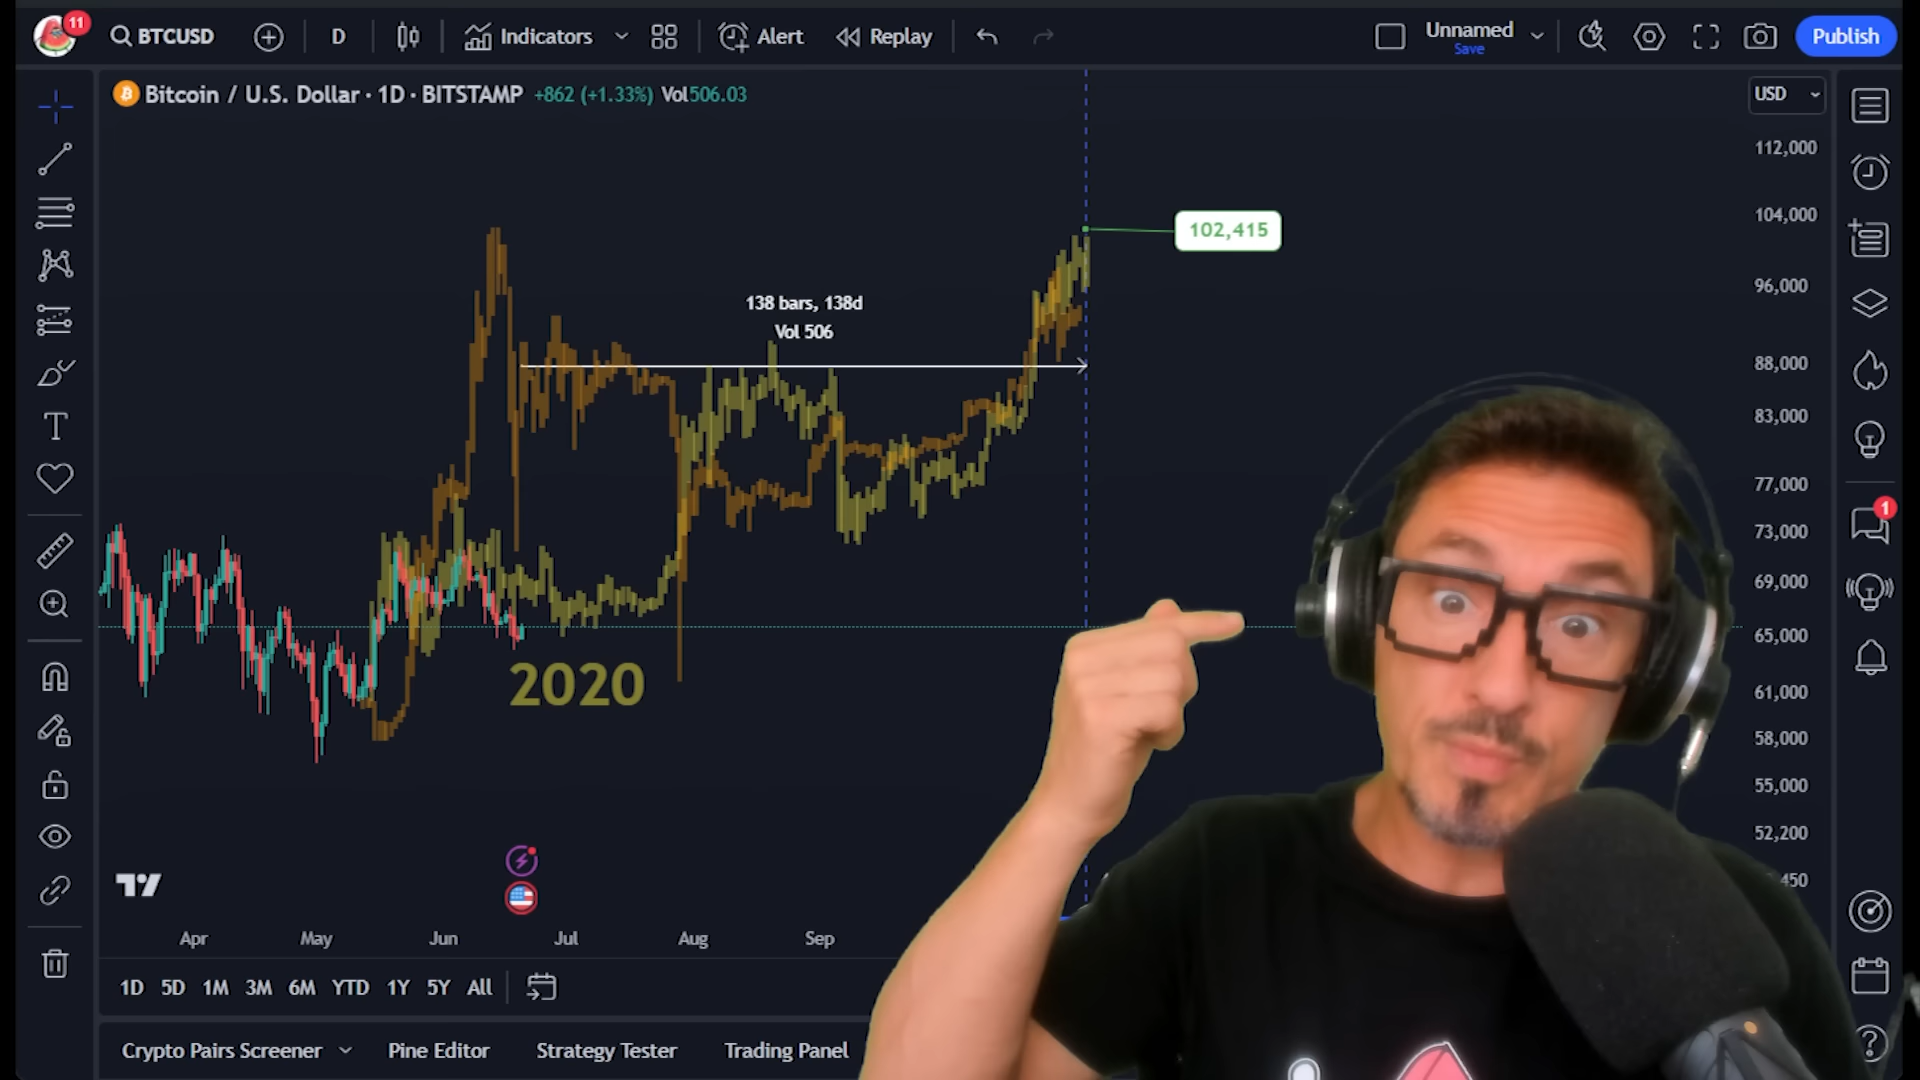 11
BTCUSD
D
Indicators
Alert
Replay
Unnamed
Save
Publish
Bitcoin / U.S. Dollar · 1D · BITSTAMP +862 (+1.33%) Vol506.03
USD
112,000
104,000
102,415
96,000
138 bars, 138d
Vol 506
88,000
83,000
77,000
1
73,000
69,000
65,000
2020
61,000
58,000
55,000
52,200
450
Apr
May
Jun
Jul
Aug
Sep
1D 5D 1M 3M 6M YTD 1Y 5Y All
Crypto Pairs Screener
Pine Editor
Strategy Tester
Trading Panel